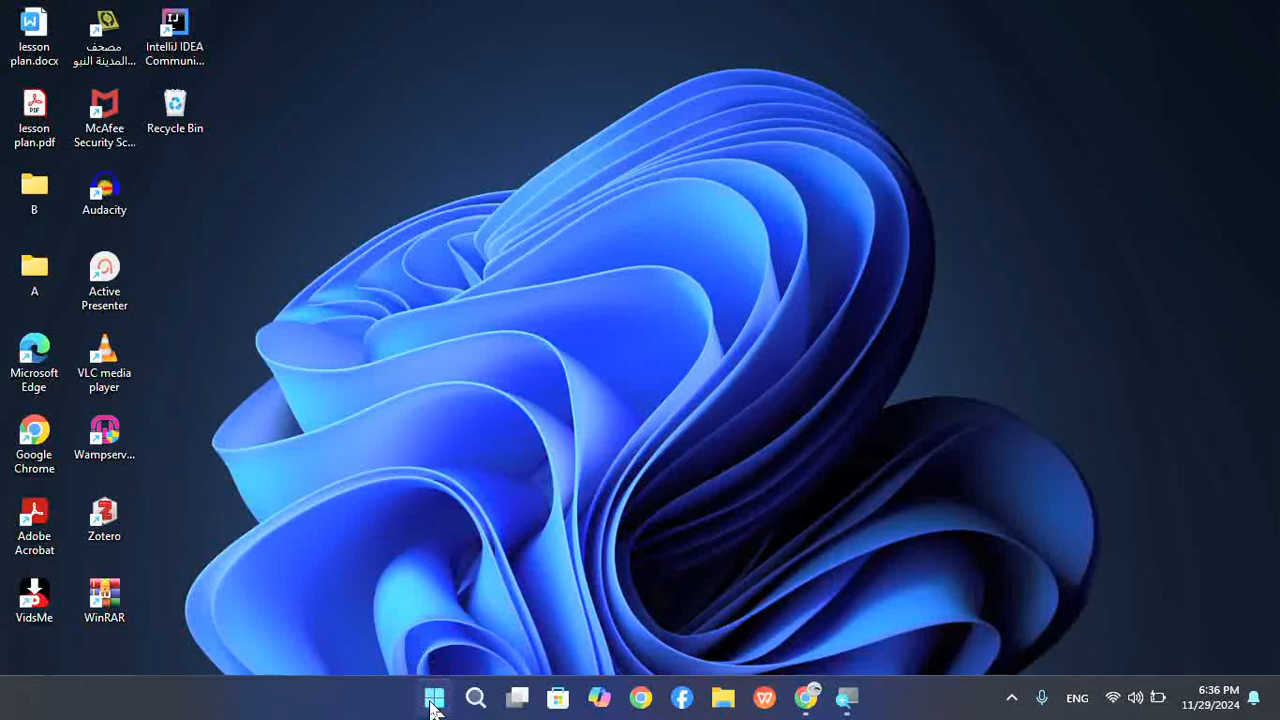 lesson
plan.docx
مصحف
المدينة النبو...
IntelliJ IDEA
Communi...
lesson
plan.pdf
McAfee
Security Sc...
Recycle Bin
B
Audacity
A
Active
Presenter
Microsoft
Edge
VLC media
player
Google
Chrome
Wampserv...
Adobe
Acrobat
Zotero
VidsMe
WinRAR
ENG
6:36 PM
11/29/2024